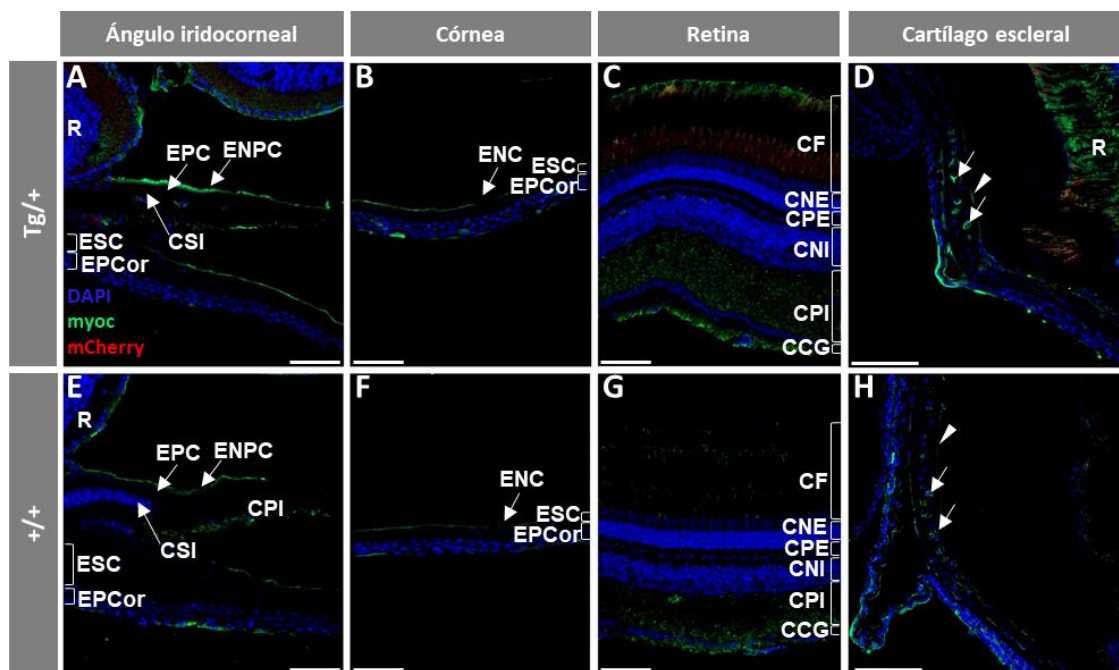 Ángulo iridocorneal
Córnea
Retina
Cartílago escleral
Tg/+
A
R
EPC
ENPC
CSI
ESC
EPCor
DAPI
myoc
mCherry
B
ENC
ESC
EPCor
C
CF
CNE
CPE
CNI
CPI
CCG
D
R
+/+
E
R
EPC
ENPC
CPI
CSI
ESC
EPCor
F
ENC
ESC
EPCor
G
CF
CNE
CPE
CNI
CPI
CCG
H